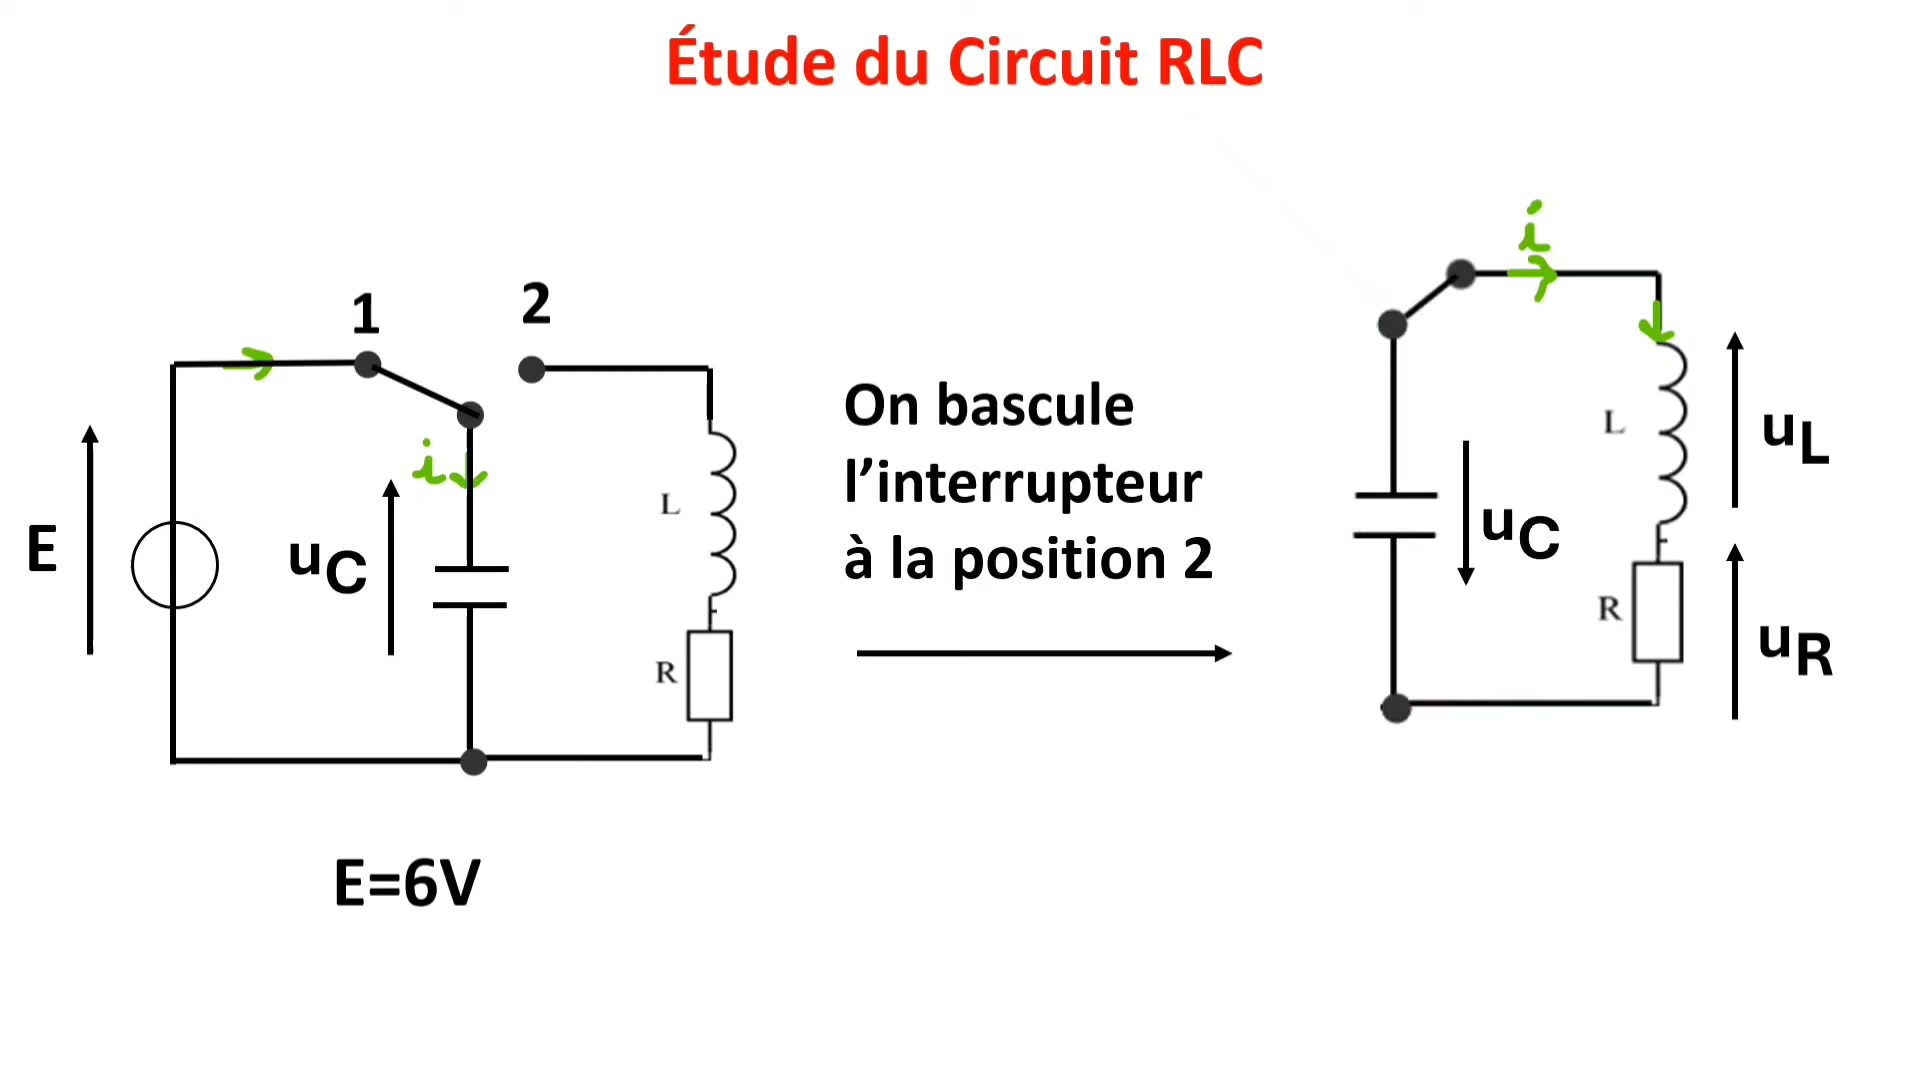 Étude du Circuit RLC
1
2
i
E
uC
L
R
E=6V
On bascule
l’interrupteur
à la position 2
i
uC
L
R
uL
uR